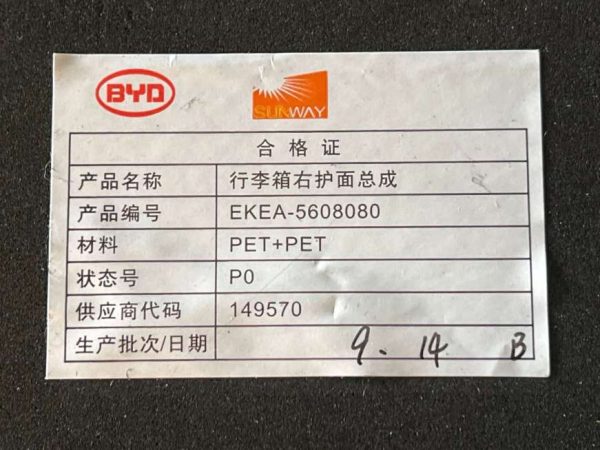 BYD
SUNWAY
合格证
产品名称 行李箱右护面总成
产品编号 EKEA-5608080
材料 PET+PET
状态号 P0
供应商代码 149570
生产批次/日期 9.14 B